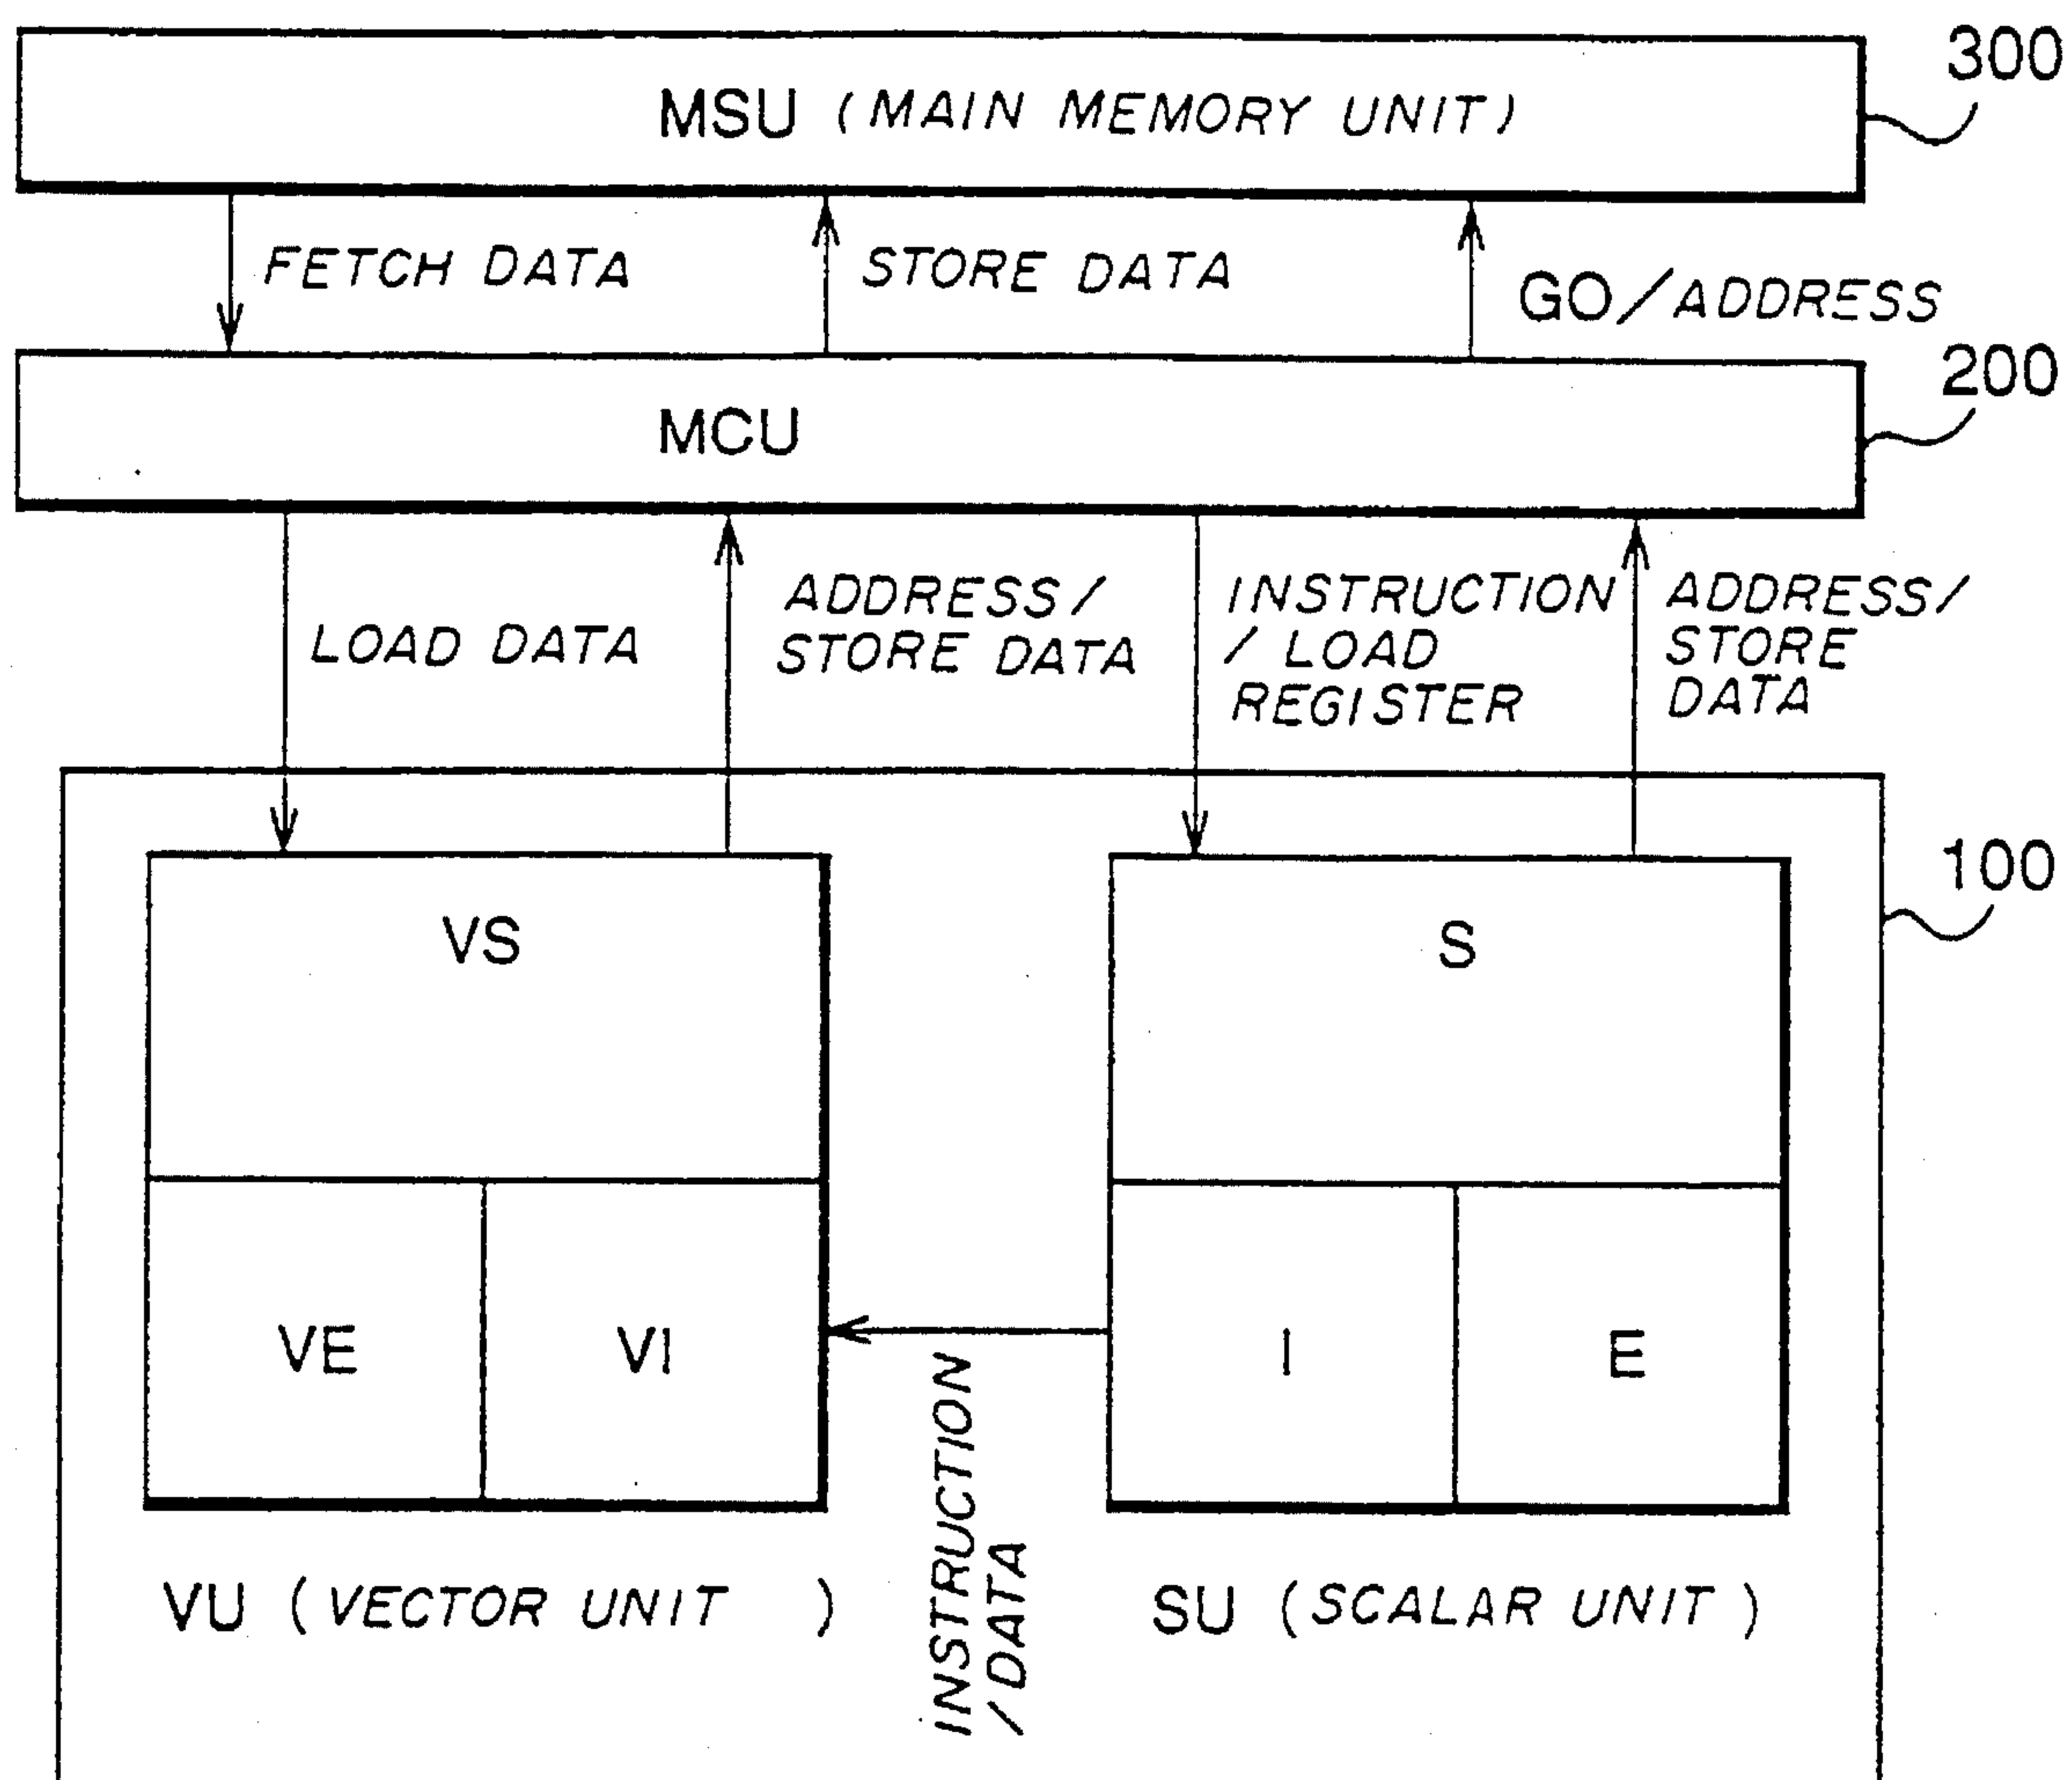 300
MSU (MAIN MEMORY UNIT)
FETCH DATA
STORE DATA
GO/ADDRESS
200
MCU
LOAD DATA
ADDRESS/
STORE DATA
INSTRUCTION
/ LOAD
REGISTER
ADDRESS/
STORE
DATA
100
VS
S
VE
VI
I
E
INSTRUCTION
/DATA
VU (VECTOR UNIT )
SU (SCALAR UNIT)